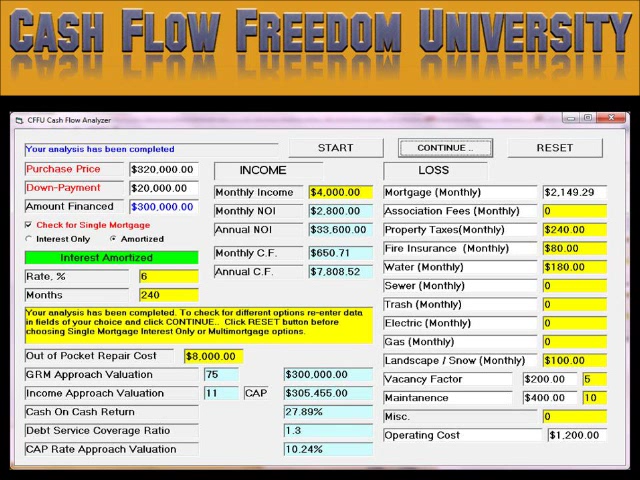 CASH FLOW FREEDOM UNIVERSITY
CFFU Cash Flow Analyzer
Your analysis has been completed
START
CONTINUE ..
RESET
Purchase Price $320,000.00
Down-Payment $20,000.00
Amount Financed $300,000.00
Check for Single Mortgage
Interest Only Amortized
Interest Amortized
Rate, % 6
Months 240
INCOME
Monthly Income $4,000.00
Monthly NOI $2,800.00
Annual NOI $33,600.00
Monthly C.F. $650.71
Annual C.F. $7,808.52
Your analysis has been completed. To check for different options re-enter data
in fields of your choice and click CONTINUE.. Click RESET button before
choosing Single Mortgage Interest Only or Multimortgage options.
Out of Pocket Repair Cost $8,000.00
GRM Approach Valuation 75 $300,000.00
Income Approach Valuation 11 CAP $305,455.00
Cash On Cash Return 27.89%
Debt Service Coverage Ratio 1.3
CAP Rate Approach Valuation 10.24%
LOSS
Mortgage (Monthly) $2,149.29
Association Fees (Monthly) 0
Property Taxes(Monthly) $240.00
Fire Insurance (Monthly) $80.00
Water (Monthly) $180.00
Sewer (Monthly) 0
Trash (Monthly) 0
Electric (Monthly) 0
Gas (Monthly) 0
Landscape / Snow (Monthly) $100.00
Vacancy Factor $200.00 5
Maintanence $400.00 10
Misc. 0
Operating Cost $1,200.00